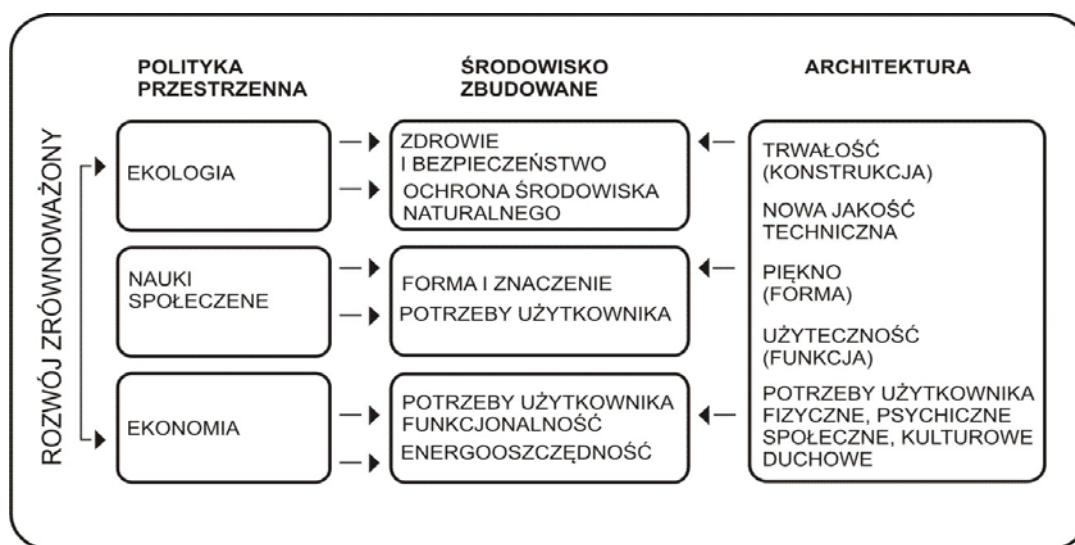 ROZWÓJ ZRÓWNOWAŻONY
POLITYKA
PRZESTRZENNA
EKOLOGIA
NAUKI
SPOŁECZENE
EKONOMIA
ŚRODOWISKO
ZBUDOWANE
ZDROWIE
I BEZPIECZEŃSTWO
OCHRONA ŚRODOWISKA
NATURALNEGO
FORMA I ZNACZENIE
POTRZEBY UŻYTKOWNIKA
POTRZEBY UŻYTKOWNIKA
FUNKCJONALNOŚĆ
ENERGOOSZCZĘDNOŚĆ
ARCHITEKTURA
TRWAŁOŚĆ
(KONSTRUKCJA)
NOWA JAKOŚĆ
TECHNICZNA
PIĘKNO
(FORMA)
UŻYTECZNOŚĆ
(FUNKCJA)
POTRZEBY UŻYTKOWNIKA
FIZYCZNE, PSYCHICZNE
SPOŁECZNE, KULTUROWE
DUCHOWE